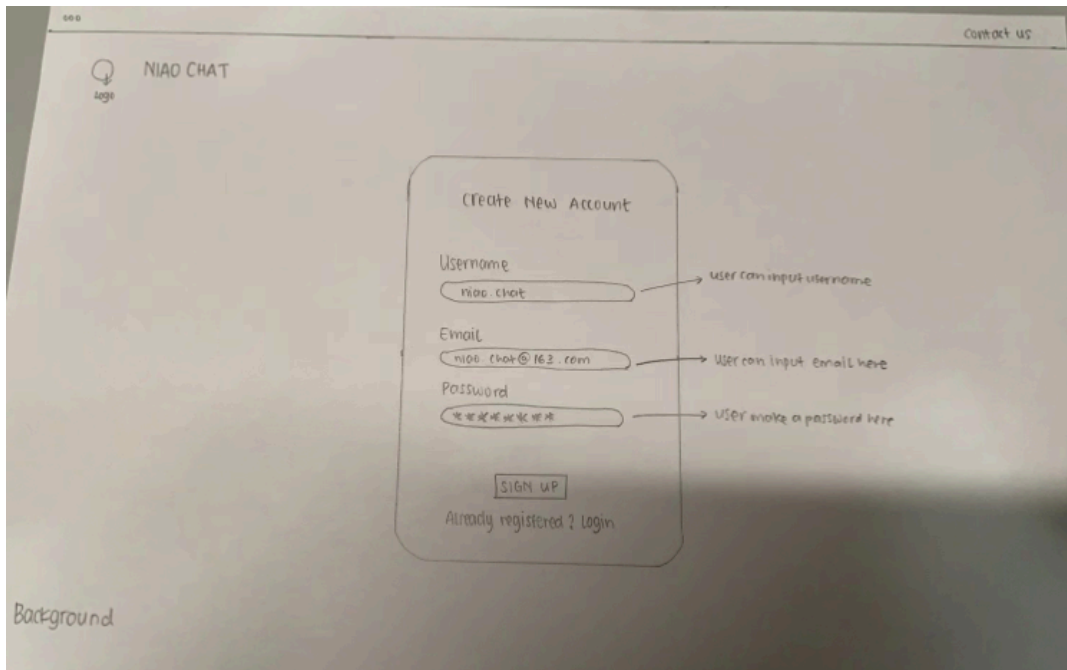 Contact us
NIAO CHAT
Logo
Create New Account
Username
niao.chat
user can input username
Email
niao.chat@163.com
user can input email here
Password
********
user make a password here
SIGN UP
Already registered? Login
Background